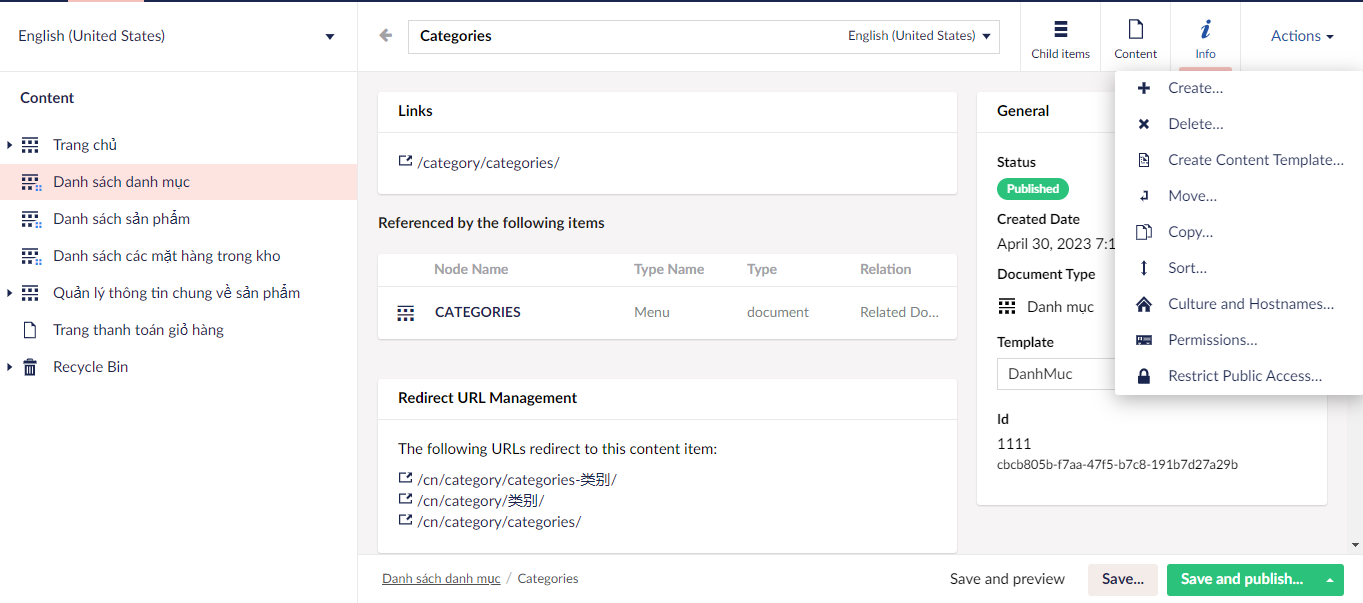 English (United States)
Content
Trang chủ
Danh sách danh mục
Danh sách sản phẩm
Danh sách các mặt hàng trong kho
Quản lý thông tin chung về sản phẩm
Trang thanh toán giỏ hàng
Recycle Bin
Categories English (United States)
Child items
Content
Info
Actions
Links
/category/categories/
Referenced by the following items
Node Name Type Name Type Relation
CATEGORIES Menu document Related Do...
Redirect URL Management
The following URLs redirect to this content item:
/cn/category/categories-类别/
/cn/category/类别/
/cn/category/categories/
General
Status
Published
Created Date
April 30, 2023 7:1
Document Type
Danh mục
Template
DanhMuc
Id
1111
cbcb805b-f7aa-47f5-b7c8-191b7d27a29b
Create...
Delete...
Create Content Template...
Move...
Copy...
Sort...
Culture and Hostnames...
Permissions...
Restrict Public Access...
Danh sách danh mục / Categories
Save and preview
Save...
Save and publish...